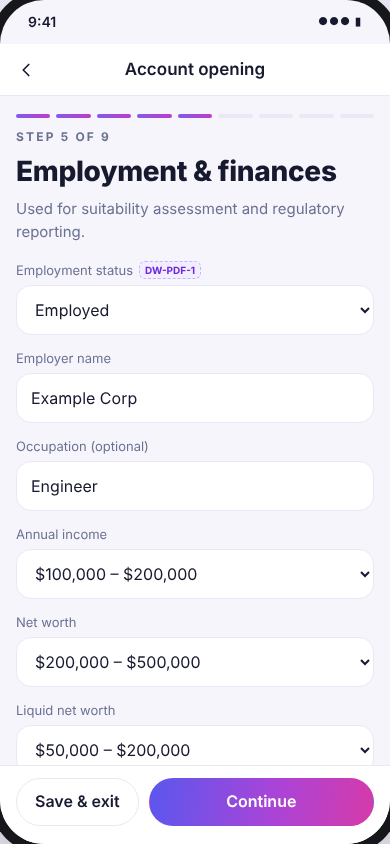 9:41
Account opening
STEP 5 OF 9
Employment & finances
Used for suitability assessment and regulatory
reporting.
Employment status DW-PDF-1
Employed
Employer name
Example Corp
Occupation (optional)
Engineer
Annual income
$100,000 – $200,000
Net worth
$200,000 – $500,000
Liquid net worth
$50,000 – $200,000
Save & exit Continue